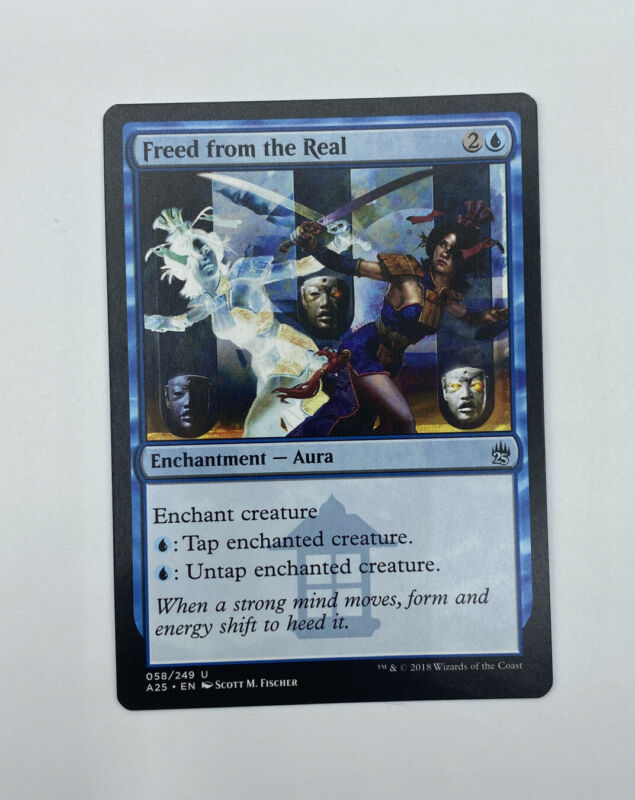 Freed from the Real 2
Enchantment — Aura 25
Enchant creature
: Tap enchanted creature.
: Untap enchanted creature.
When a strong mind moves, form and
energy shift to heed it.
058/249 U
A25 • EN Scott M. Fischer
™ & © 2018 Wizards of the Coast